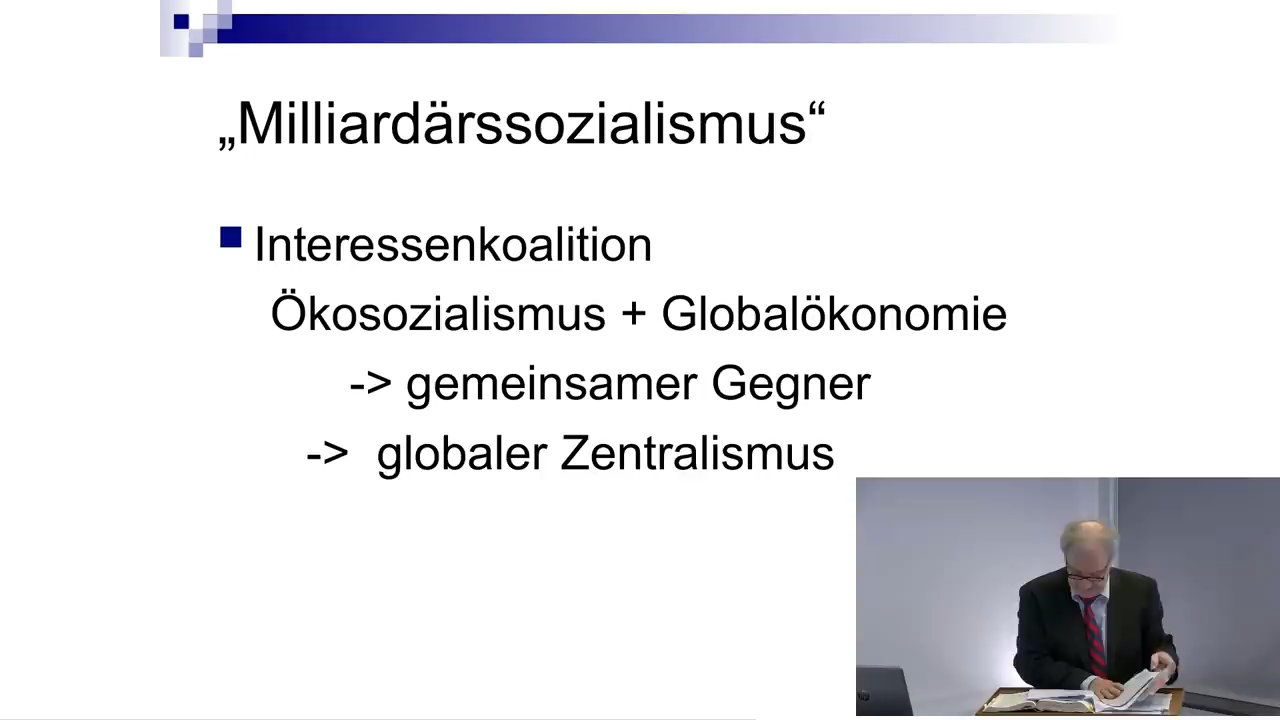 „Milliardärssozialismus“
Interessenkoalition
Ökosozialismus + Globalökonomie
-> gemeinsamer Gegner
-> globaler Zentralismus